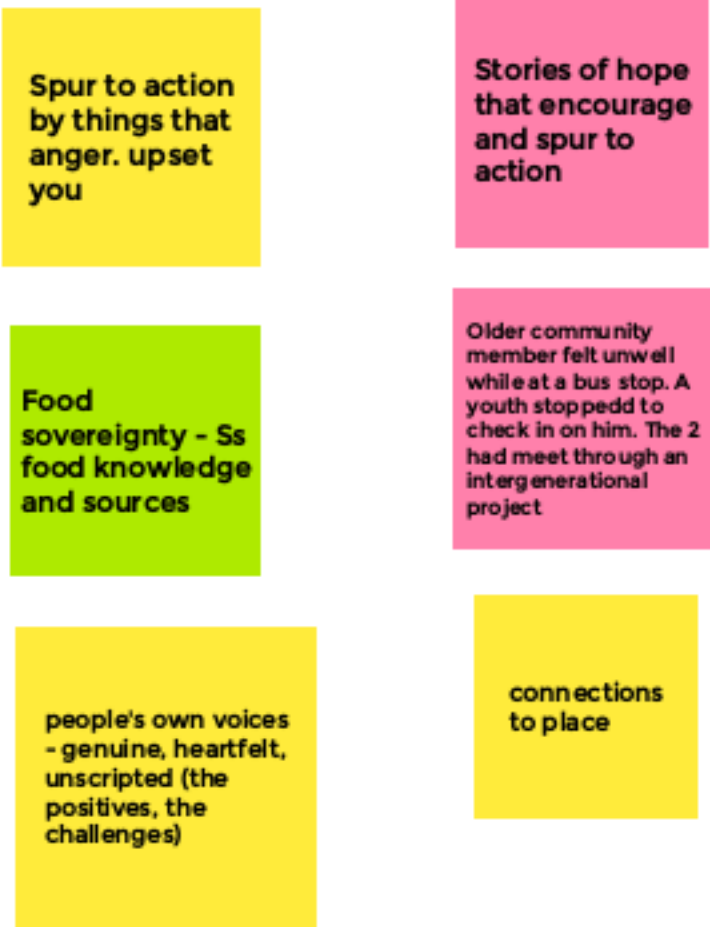 Spur to action
by things that
anger. upset
you
Stories of hope
that encourage
and spur to
action
Food
sovereignty - Ss
food knowledge
and sources
Older community
member felt unwell
while at a bus stop. A
youth stoppedd to
check in on him. The 2
had meet through an
intergenerational
project
people's own voices
- genuine, heartfelt,
unscripted (the
positives, the
challenges)
connections
to place